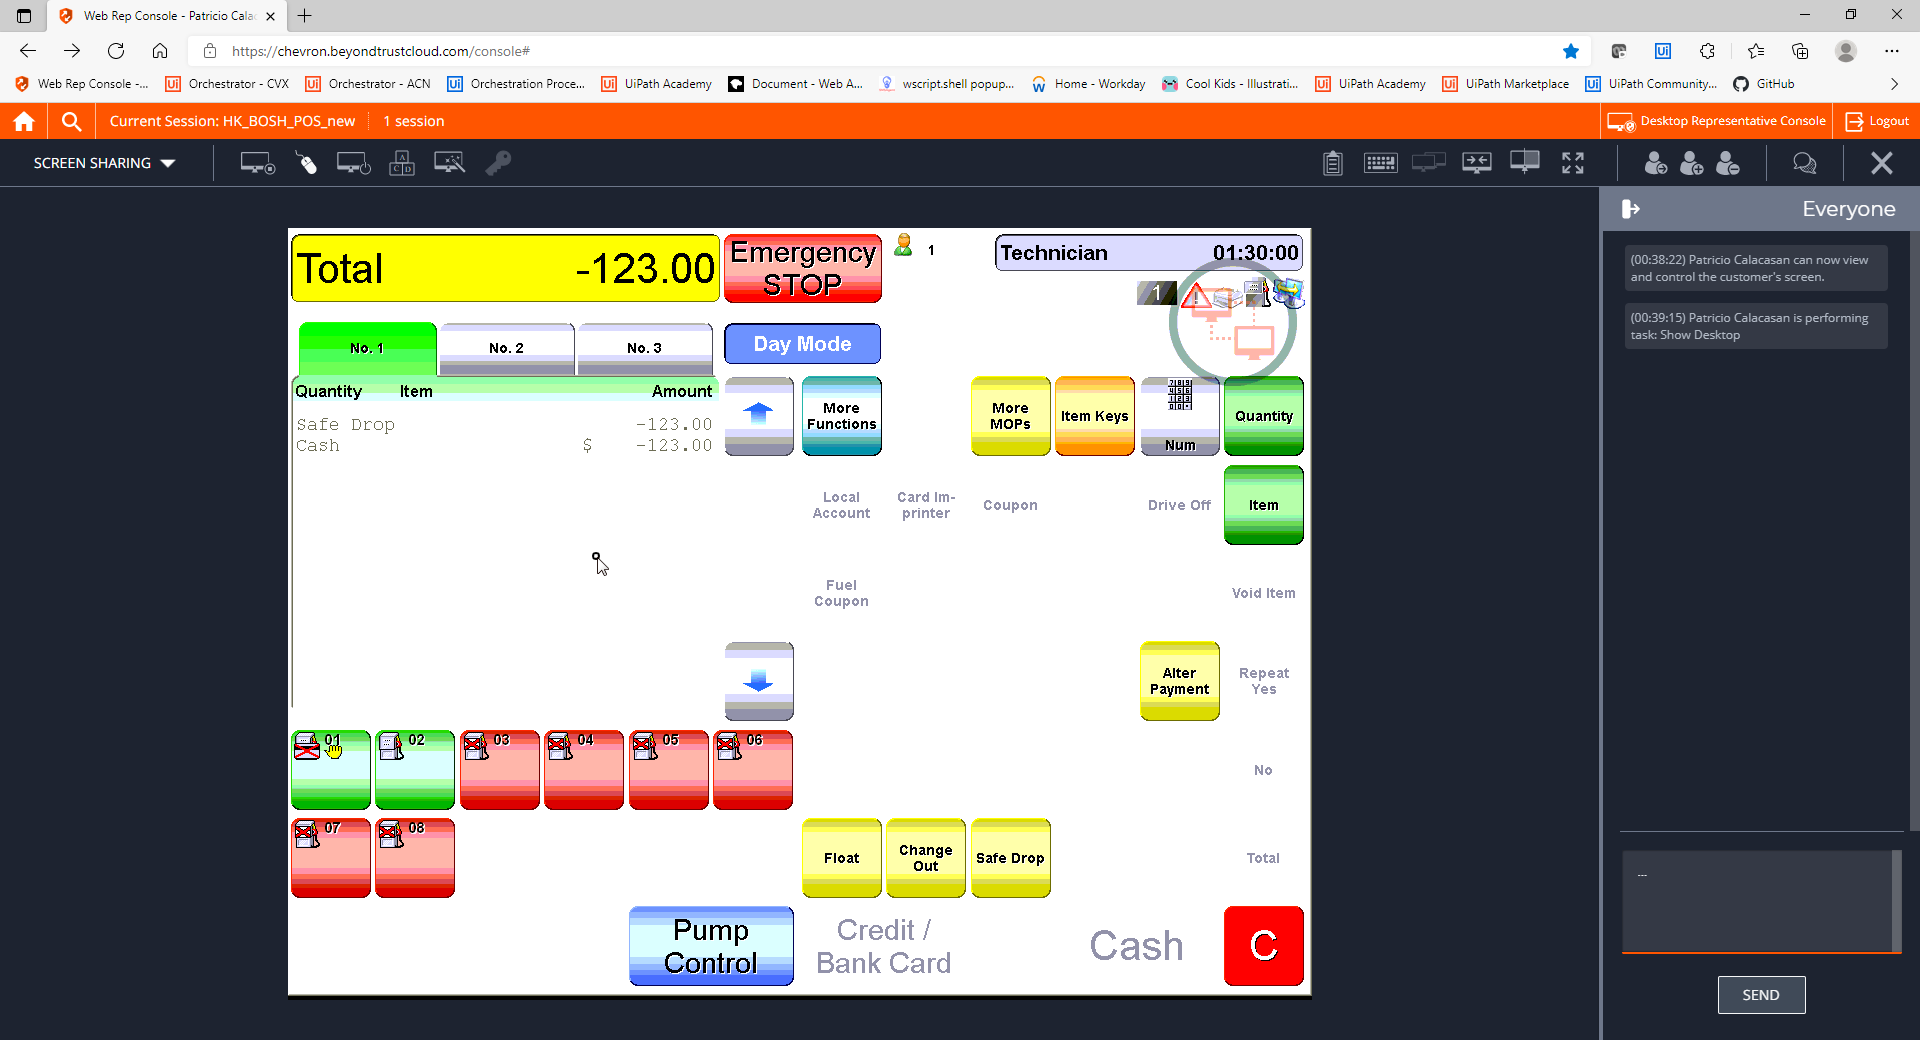 Web Rep Console - Patricio Cala
https://chevron.beyondtrustcloud.com/console#
Web Rep Console -...
Orchestrator - CVX
Orchestrator - ACN
Orchestration Proce...
UiPath Academy
Document - Web A...
wscript.shell popup...
Home - Workday
Cool Kids - Illustrati...
UiPath Academy
UiPath Marketplace
UiPath Community...
GitHub
Current Session: HK_BOSH_POS_new
1 session
Desktop Representative Console
Logout
SCREEN SHARING
Everyone
(00:38:22) Patricio Calacasan can now view
and control the customer's screen.
(00:39:15) Patricio Calacasan is performing
task: Show Desktop
Total -123.00
Emergency
STOP
1
Technician 01:30:00
1
No. 1
No. 2
No. 3
Day Mode
Quantity Item Amount
Safe Drop -123.00
Cash $ -123.00
More
Functions
More
MOPs
Item Keys
Num
Quantity
Local
Account
Card Im-
printer
Coupon
Drive Off
Item
Fuel
Coupon
Void Item
Alter
Payment
Repeat
Yes
01
02
03
04
05
06
No
07
08
Float
Change
Out
Safe Drop
Total
Pump
Control
Credit /
Bank Card
Cash
C
---
SEND